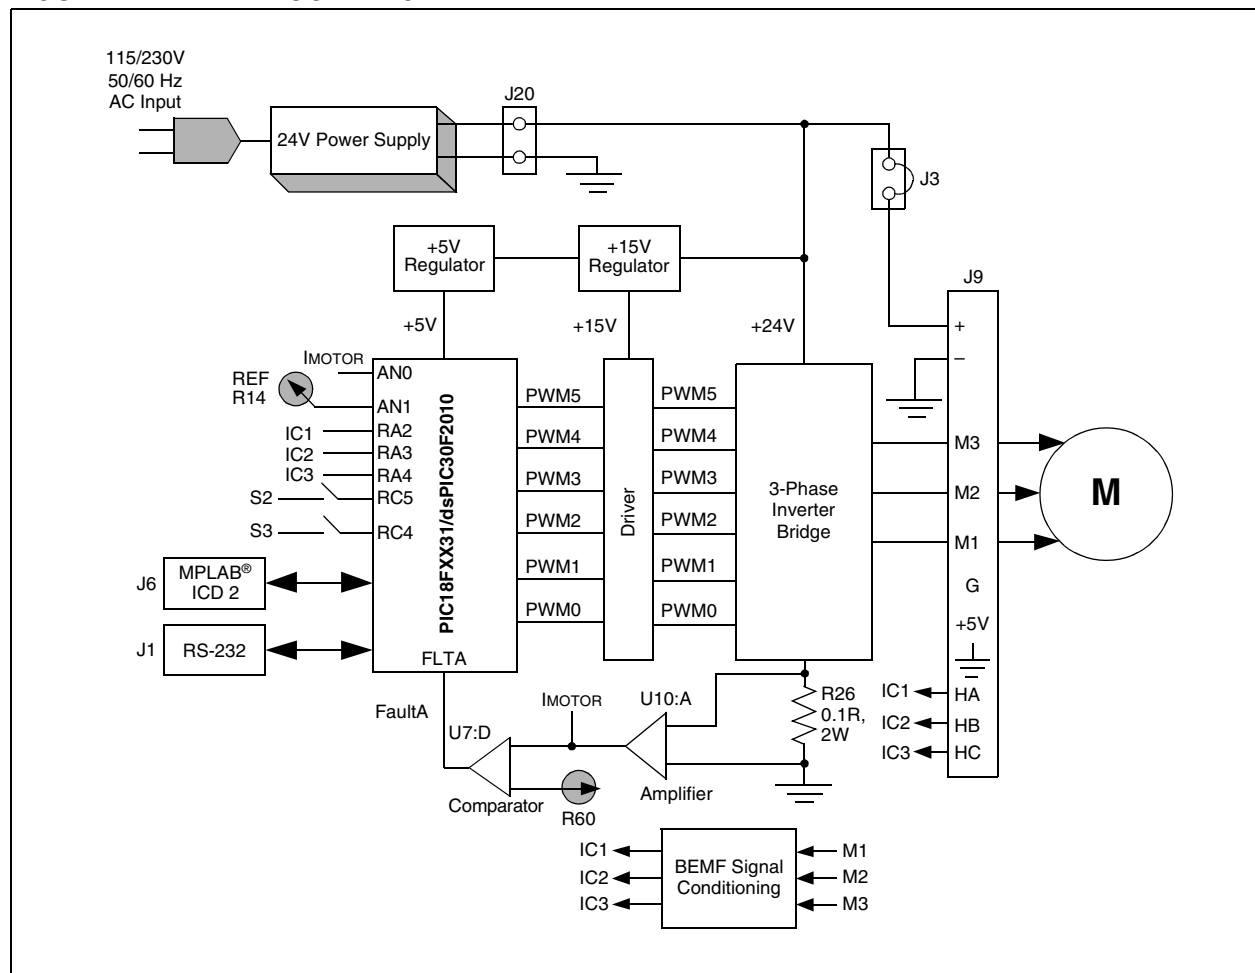 115/230V
50/60 Hz
AC Input
24V Power Supply
J20
J3
+5V
Regulator
+15V
Regulator
J9
+5V
+15V
+24V
+
–
IMOTOR
REF
R14
AN0
AN1
IC1
RA2
IC2
RA3
IC3
RA4
S2
RC5
S3
RC4
J6
MPLAB®
ICD 2
J1
RS-232
PIC18FXX31/dsPIC30F2010
FLTA
PWM5
PWM4
PWM3
PWM2
PWM1
PWM0
Driver
PWM5
PWM4
PWM3
PWM2
PWM1
PWM0
3-Phase
Inverter
Bridge
M3
M2
M1
M
G
+5V
IC1
HA
IC2
HB
IC3
HC
FaultA
U7:D
IMOTOR
U10:A
R26
0.1R,
2W
Comparator
R60
Amplifier
IC1
IC2
IC3
BEMF Signal
Conditioning
M1
M2
M3